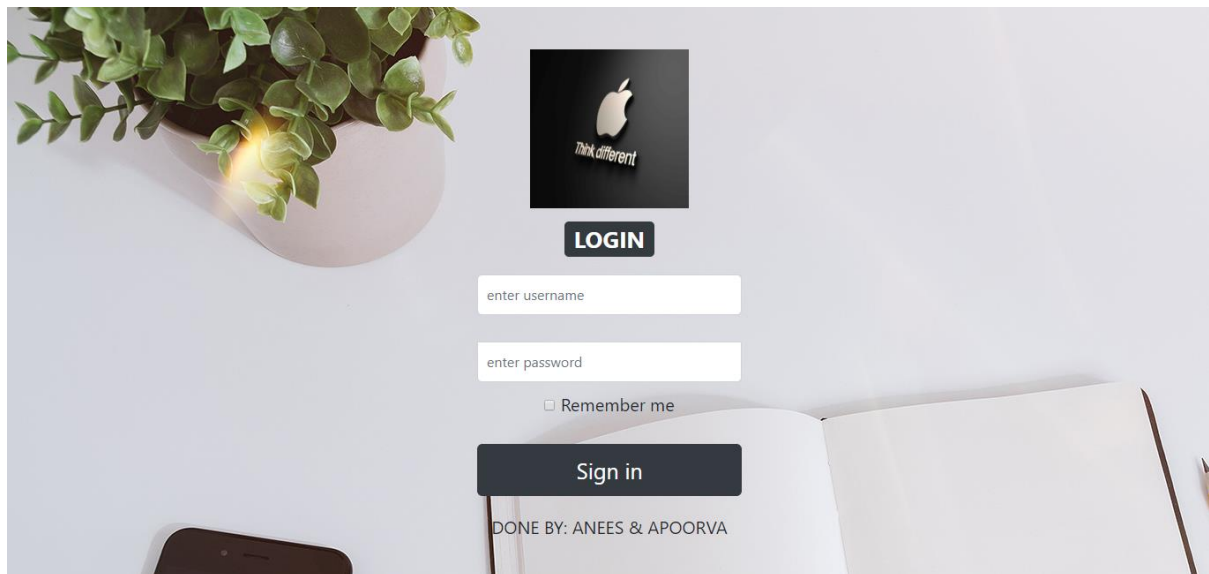 Think different
LOGIN
enter username
enter password
Remember me
Sign in
DONE BY: ANEES & APOORVA